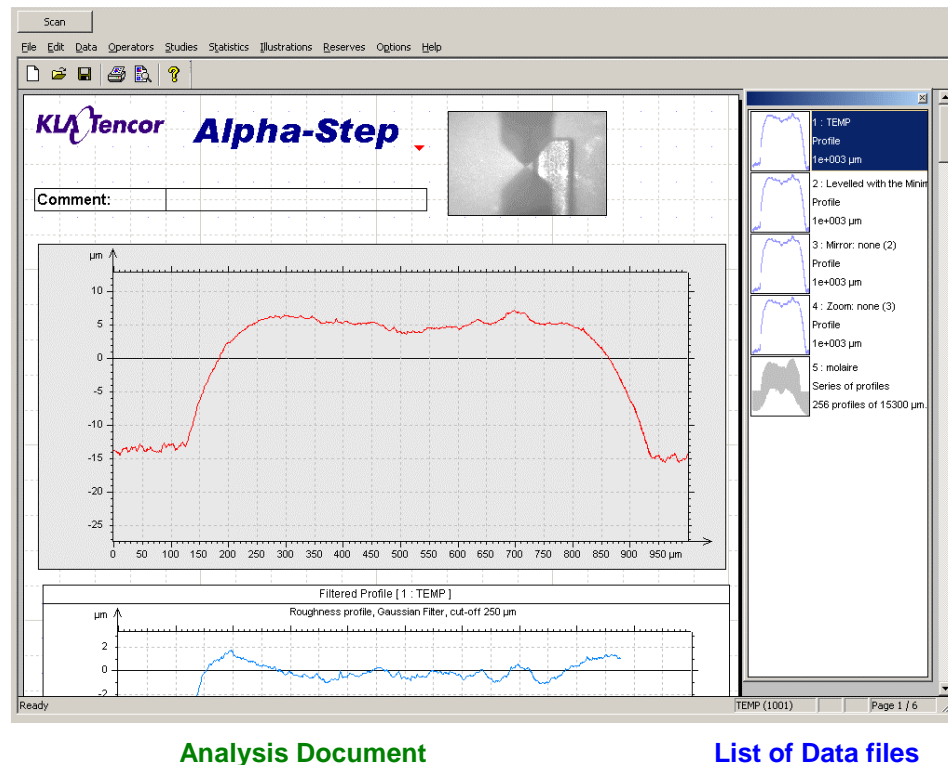 Scan
File Edit Data Operators Studies Statistics Illustrations Reserves Options Help
KLA Tencor Alpha-Step
Comment:
µm
10
5
0
-5
-10
-15
-20
-25
0 50 100 150 200 250 300 350 400 450 500 550 600 650 700 750 800 850 900 950 µm
Filtered Profile [ 1 : TEMP ]
µm Roughness profile, Gaussian Filter, cut-off 250 µm
2
0
-2
1 : TEMP
Profile
1e+003 µm
2 : Levelled with the Minim
Profile
1e+003 µm
3 : Mirror: none (2)
Profile
1e+003 µm
4 : Zoom: none (3)
Profile
1e+003 µm
5 : molaire
Series of profiles
256 profiles of 15300 µm.
Ready TEMP (1001) Page 1 / 6
Analysis Document List of Data files